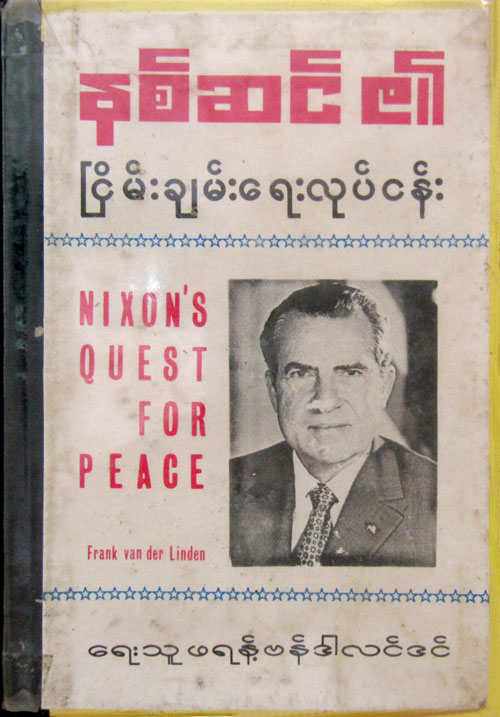 နစ်ဆင်၏
ငြိမ်းချမ်းရေးလုပ်ငန်း
NIXON'S
QUEST
FOR
PEACE
Frank van der Linden
ရေးသူ ဖရန့်ဗန်ဒါလင်ဒင်